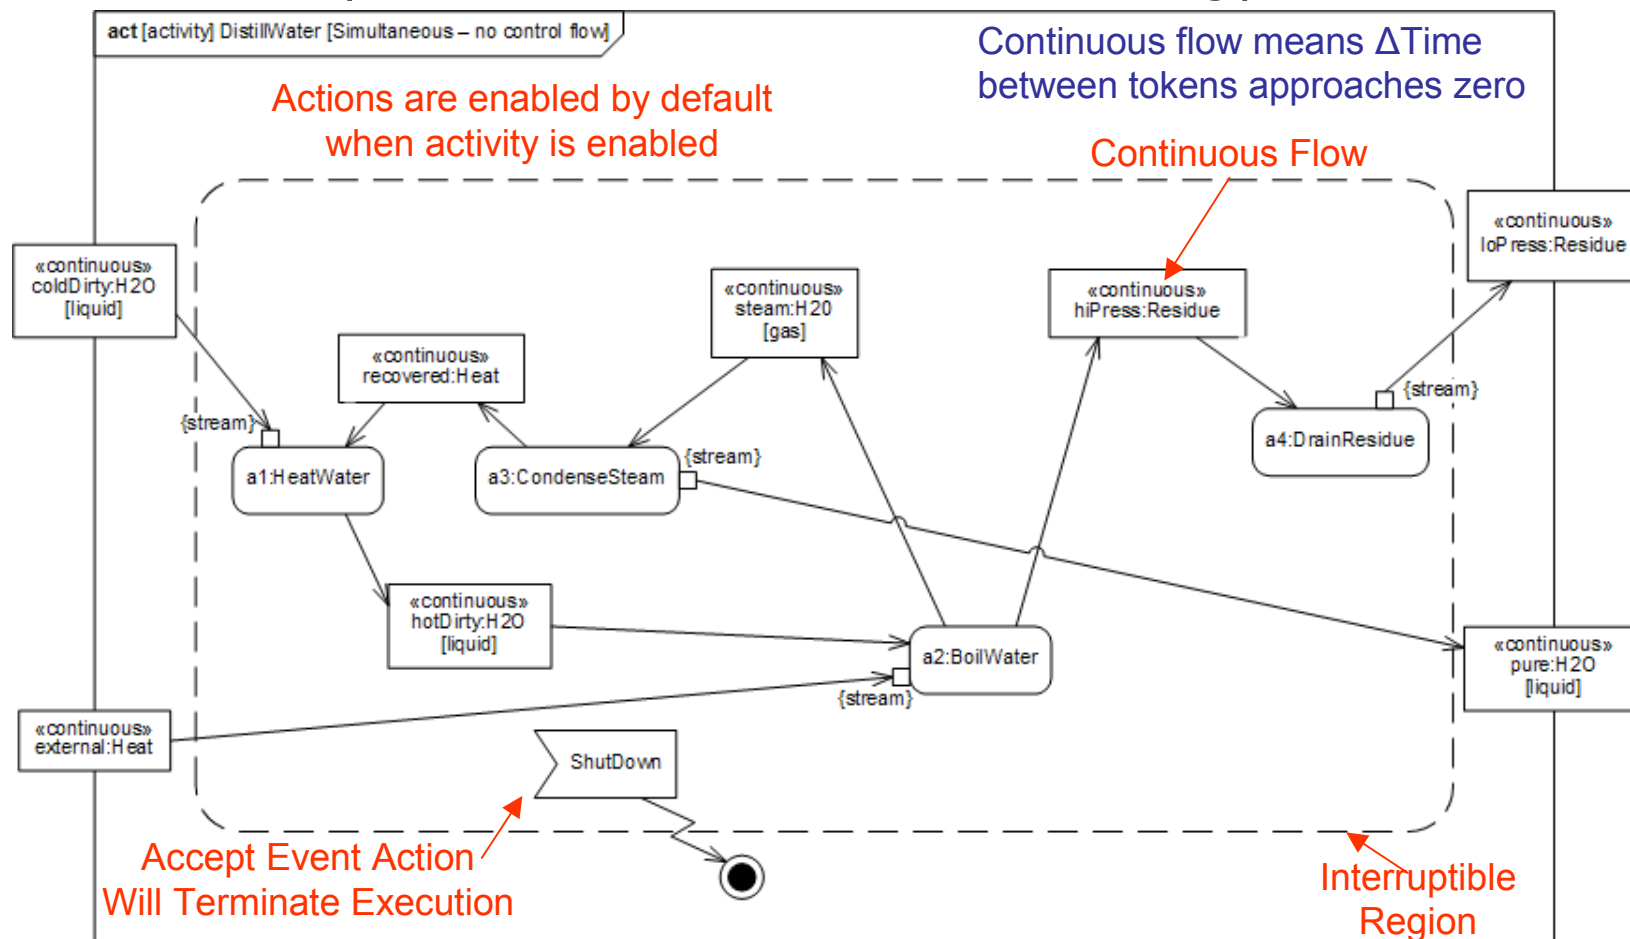 act [activity] DistillWater [Simultaneous – no control flow]
Continuous flow means ΔTime
between tokens approaches zero
Actions are enabled by default
when activity is enabled
Continuous Flow
«continuous»
loPress:Residue
«continuous»
coldDirty:H2O
[liquid]
«continuous»
steam:H20
[gas]
«continuous»
hiPress:Residue
«continuous»
recovered:Heat
{stream}
{stream}
a4:DrainResidue
a1:HeatWater
a3:CondenseSteam
{stream}
«continuous»
hotDirty:H2O
[liquid]
a2:BoilWater
{stream}
«continuous»
pure:H2O
[liquid]
«continuous»
external:Heat
ShutDown
Accept Event Action
Will Terminate Execution
Interruptible
Region